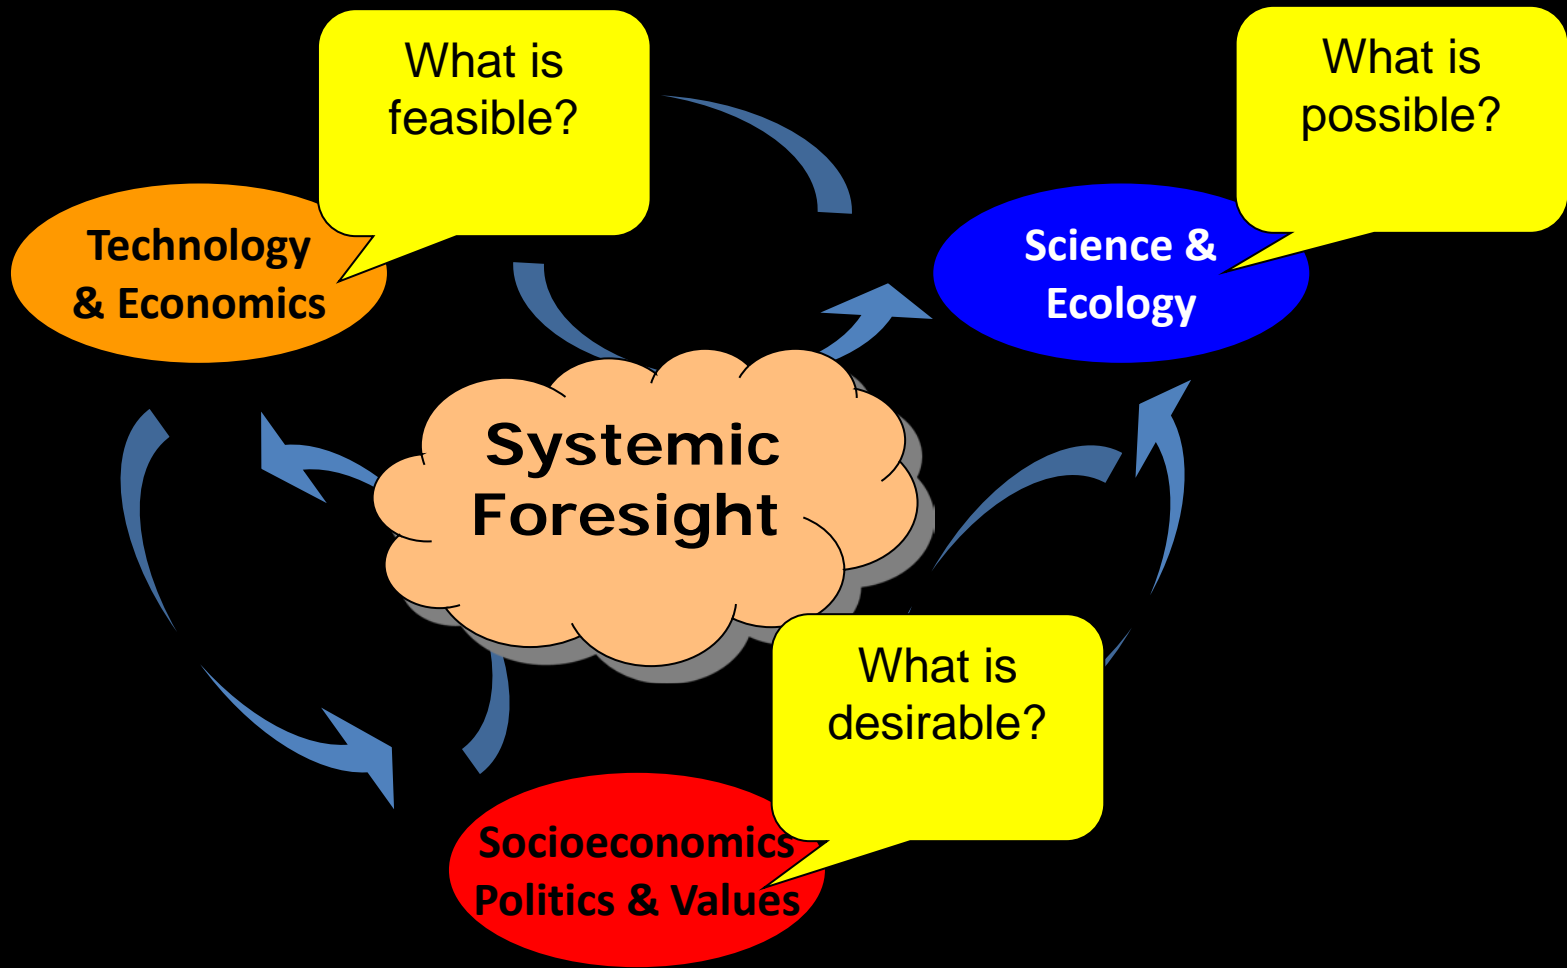 What is
feasible?
What is
possible?
Technology
& Economics
Science &
Ecology
Systemic
Foresight
What is
desirable?
Socioeconomics
Politics & Values